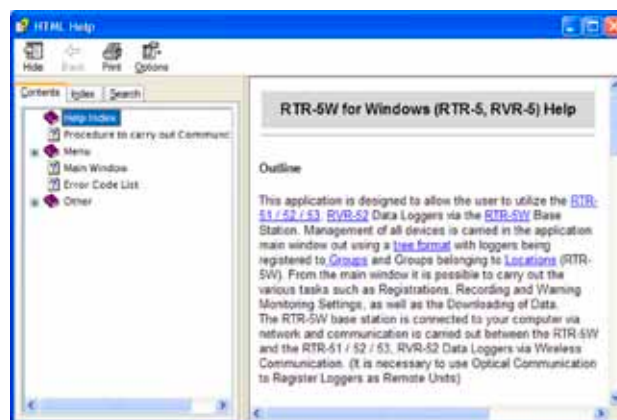 HTML Help
Hide Back Print Options
Contents Index Search
Help Index
Procedure to carry out Communic
Menu
Main Window
Error Code List
Other
RTR-5W for Windows (RTR-5, RVR-5) Help
Outline
This application is designed to allow the user to utilize the RTR-
51 / 52 / 53, RVR-52 Data Loggers via the RTR-5W Base
Station. Management of all devices is carried in the application
main window out using a tree format with loggers being
registered to Groups and Groups belonging to Locations (RTR-
5W). From the main window it is possible to carry out the
various tasks such as Registrations, Recording and Warning
Monitoring Settings, as well as the Downloading of Data.
The RTR-5W base station is connected to your computer via
network and communication is carried out between the RTR-5W
and the RTR-51 / 52 / 53, RVR-52 Data Loggers via Wireless
Communication. (It is necessary to use Optical Communication
to Register Loggers as Remote Units)